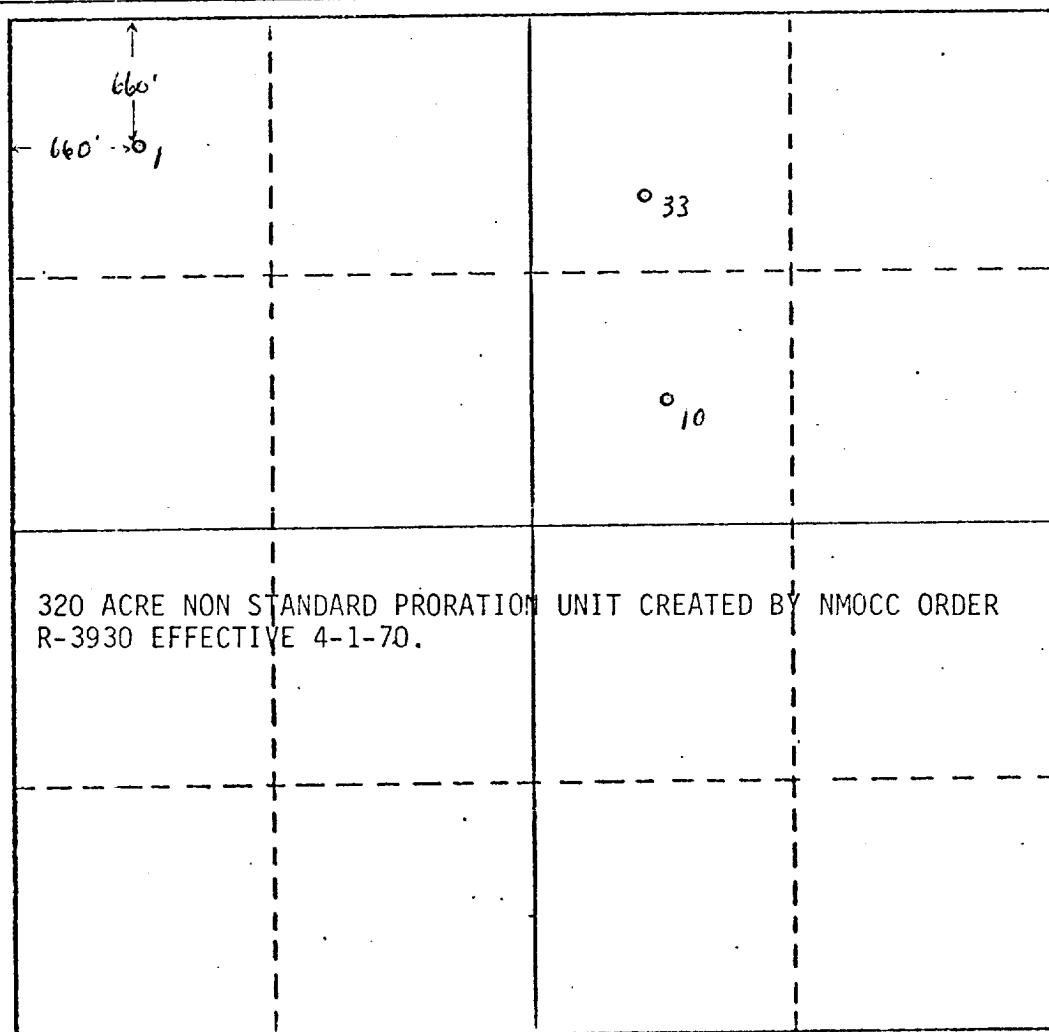 660'
660' 1
33
10
320 ACRE NON STANDARD PRORATION UNIT CREATED BY NMOCC ORDER
R-3930 EFFECTIVE 4-1-70.